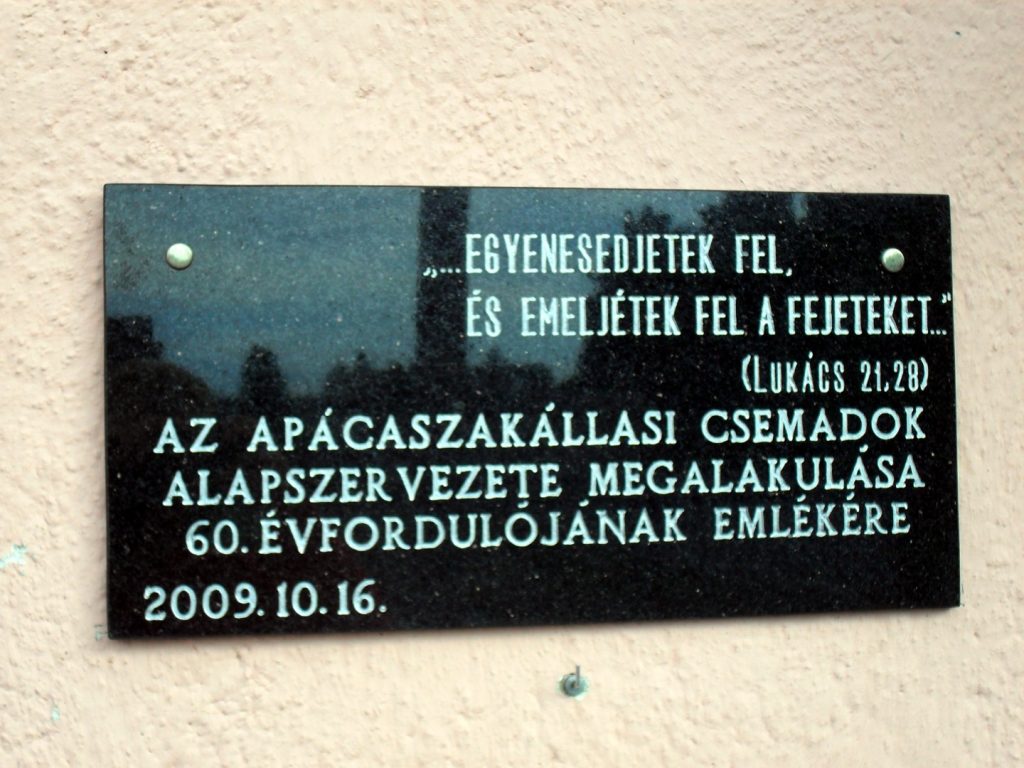 „...EGYENESEDJETEK FEL,
ÉS EMELJÉTEK FEL A FEJETEKET..."
(LUKÁCS 21,28)
AZ APÁCASZAKÁLLASI CSEMADOK
ALAPSZERVEZETE MEGALAKULÁSA
60. ÉVFORDULÓJÁNAK EMLÉKÉRE
2009. 10. 16.